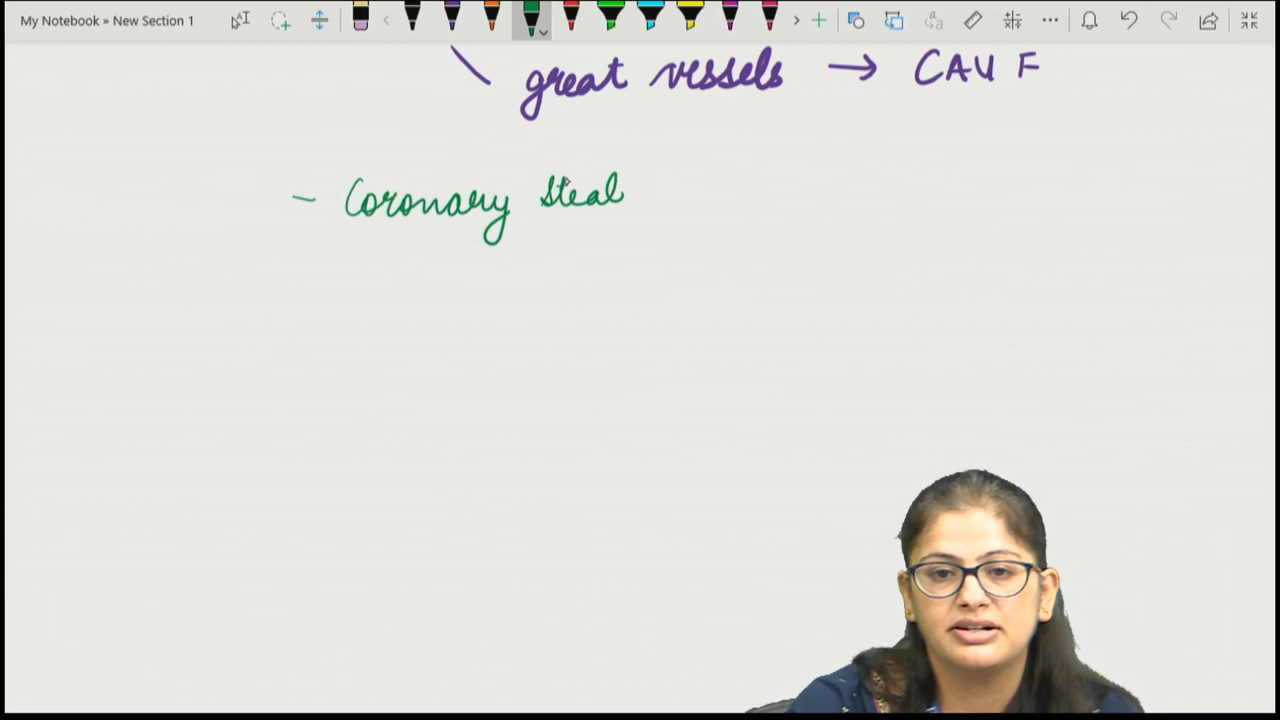 My Notebook » New Section 1
great vessels → CAV F
- Coronary Steal